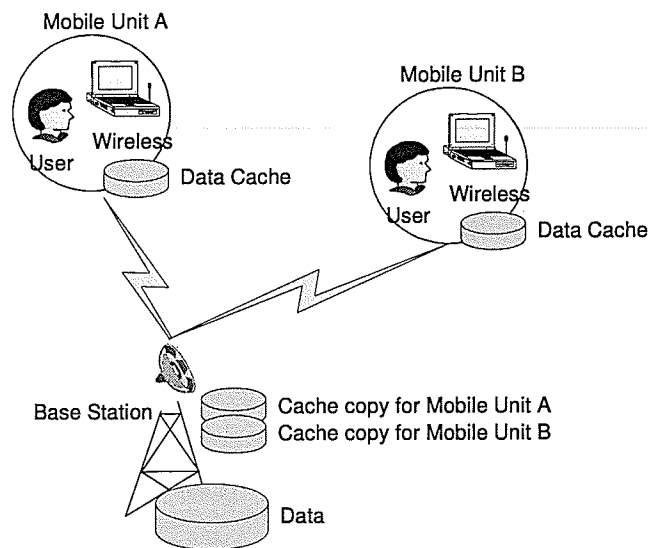 Mobile Unit A
Mobile Unit B
Wireless
User
Data Cache
Wireless
User
Data Cache
Base Station
Cache copy for Mobile Unit A
Cache copy for Mobile Unit B
Data